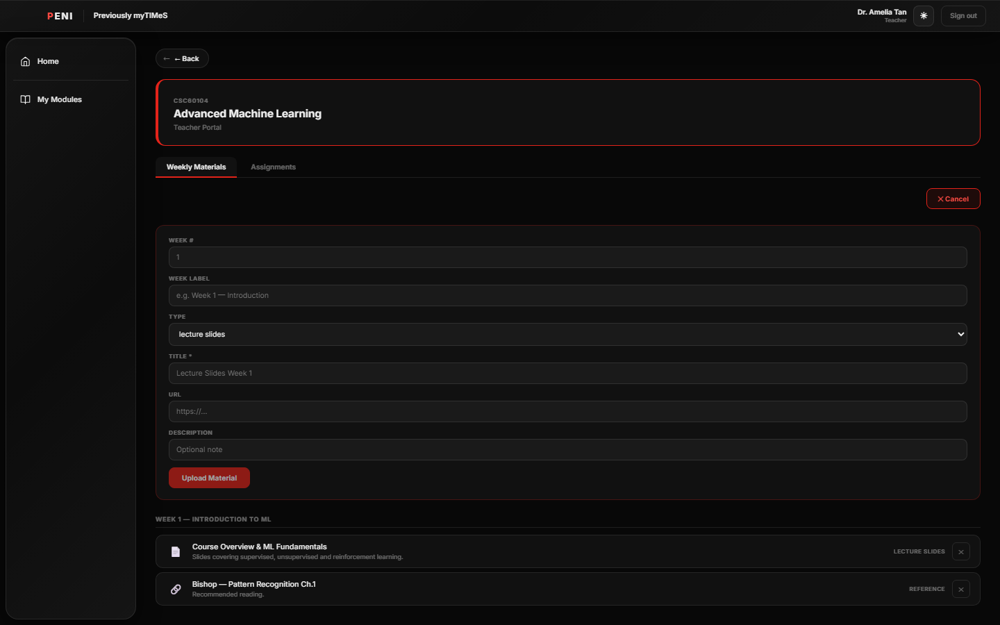 PENI
Previously myTIMeS
Dr. Amelia Tan
Teacher
Sign out
Home
My Modules
← ← Back
CSC60104
Advanced Machine Learning
Teacher Portal
Weekly Materials
Assignments
✕ Cancel
WEEK #
1
WEEK LABEL
e.g. Week 1 — Introduction
TYPE
lecture slides
TITLE *
Lecture Slides Week 1
URL
https://...
DESCRIPTION
Optional note
Upload Material
WEEK 1 — INTRODUCTION TO ML
Course Overview & ML Fundamentals
Slides covering supervised, unsupervised and reinforcement learning.
LECTURE SLIDES
✕
Bishop — Pattern Recognition Ch.1
Recommended reading.
REFERENCE
✕